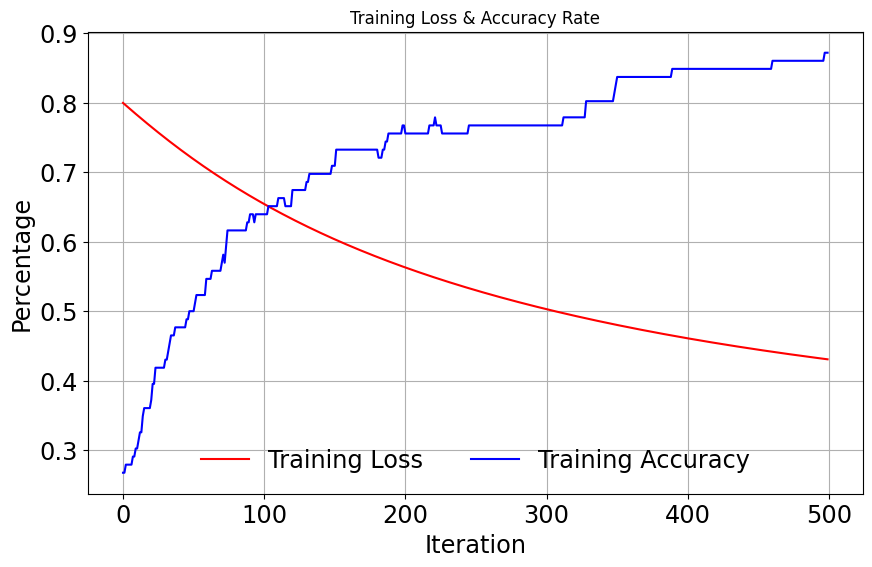 Training Loss & Accuracy Rate
0.9
0.8
0.7
0.6
0.5
0.4
0.3
Percentage
Training Loss
Training Accuracy
0 100 200 300 400 500
Iteration